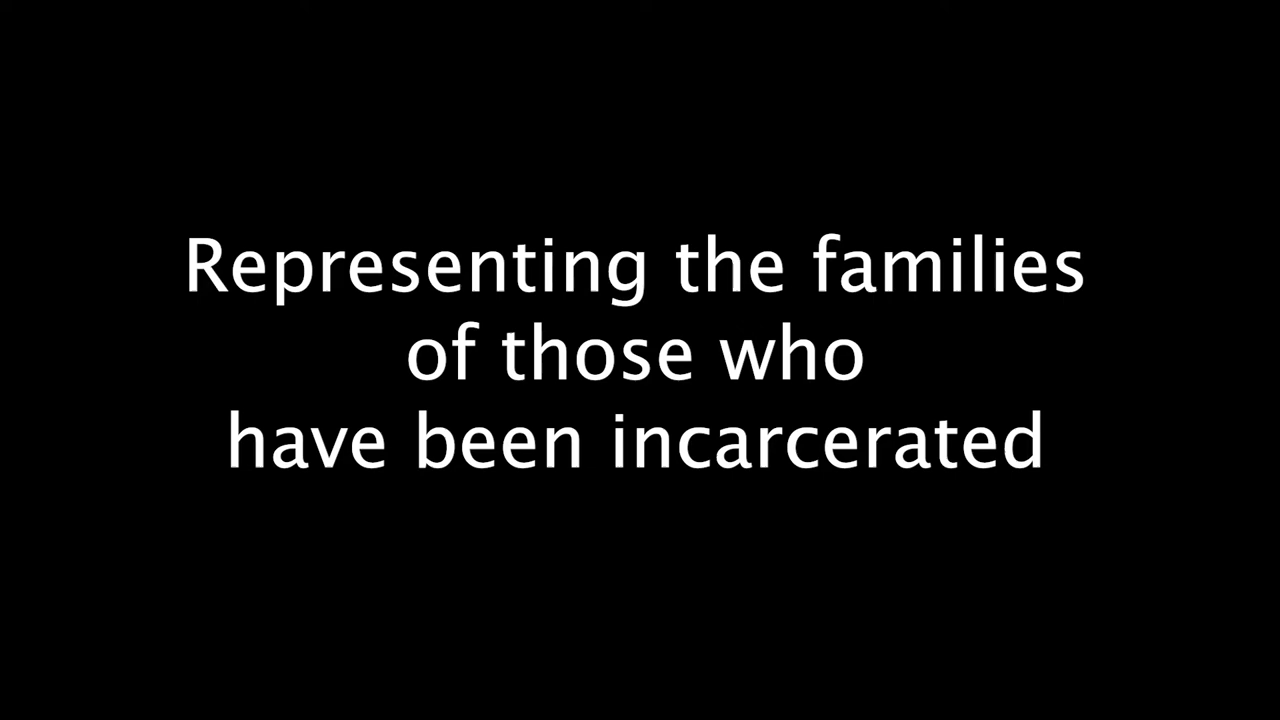 Representing the families
of those who
have been incarcerated